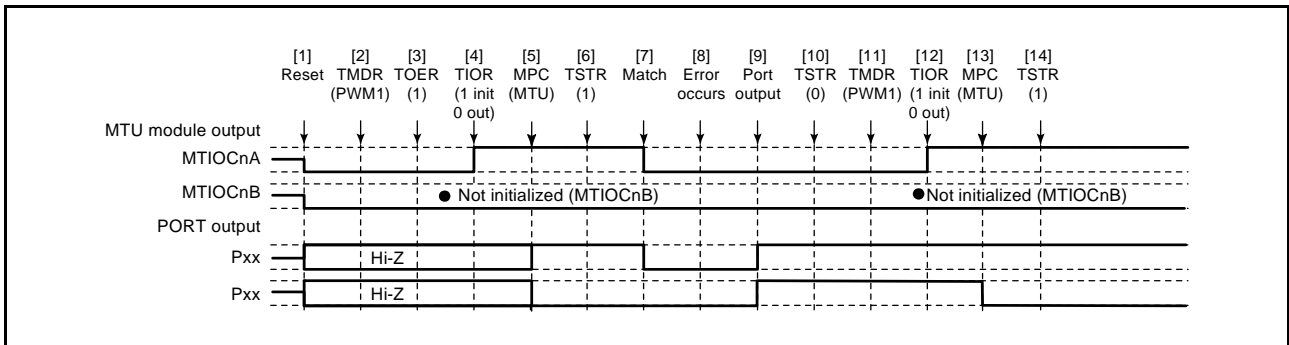 [1] [2] [3] [4] [5] [6] [7] [8] [9] [10] [11] [12] [13] [14]
Reset TMDR TOER TIOR MPC TSTR Match Error Port TSTR TMDR TIOR MPC TSTR
(PWM1) (1) (1 init (MTU) (1) occurs output (0) (PWM1) (1 init (MTU) (1)
0 out) 0 out)
MTU module output
MTIOCnA
MTIOCnB ● Not initialized (MTIOCnB) ●Not initialized (MTIOCnB)
PORT output
Pxx Hi-Z
Pxx Hi-Z